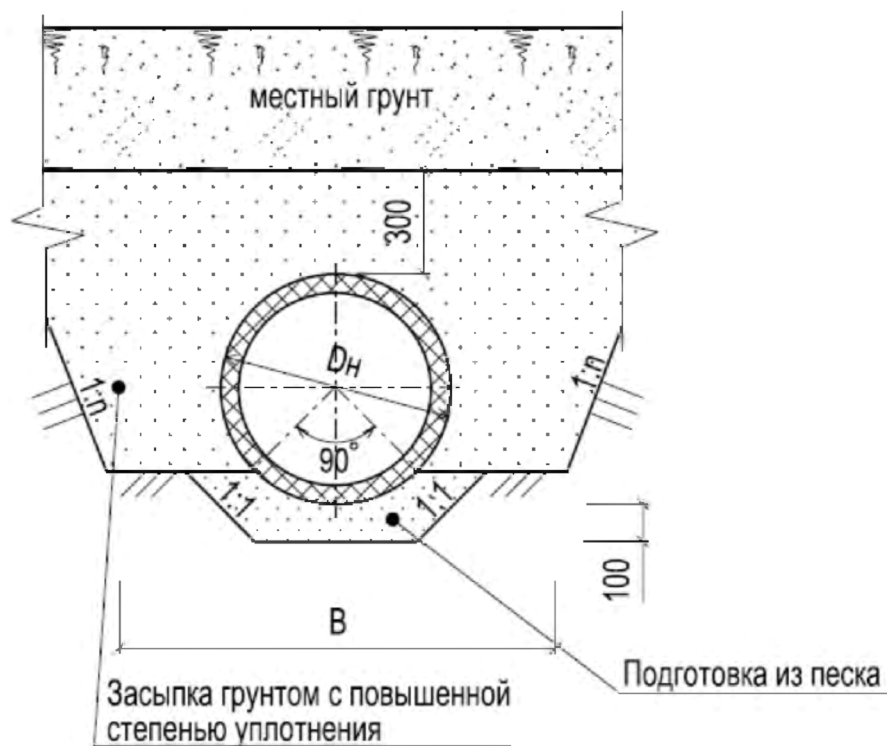 местный грунт
300
Dн
1:n
1:n
90°
1:1
1:1
100
В
Подготовка из песка
Засыпка грунтом с повышенной
степенью уплотнения